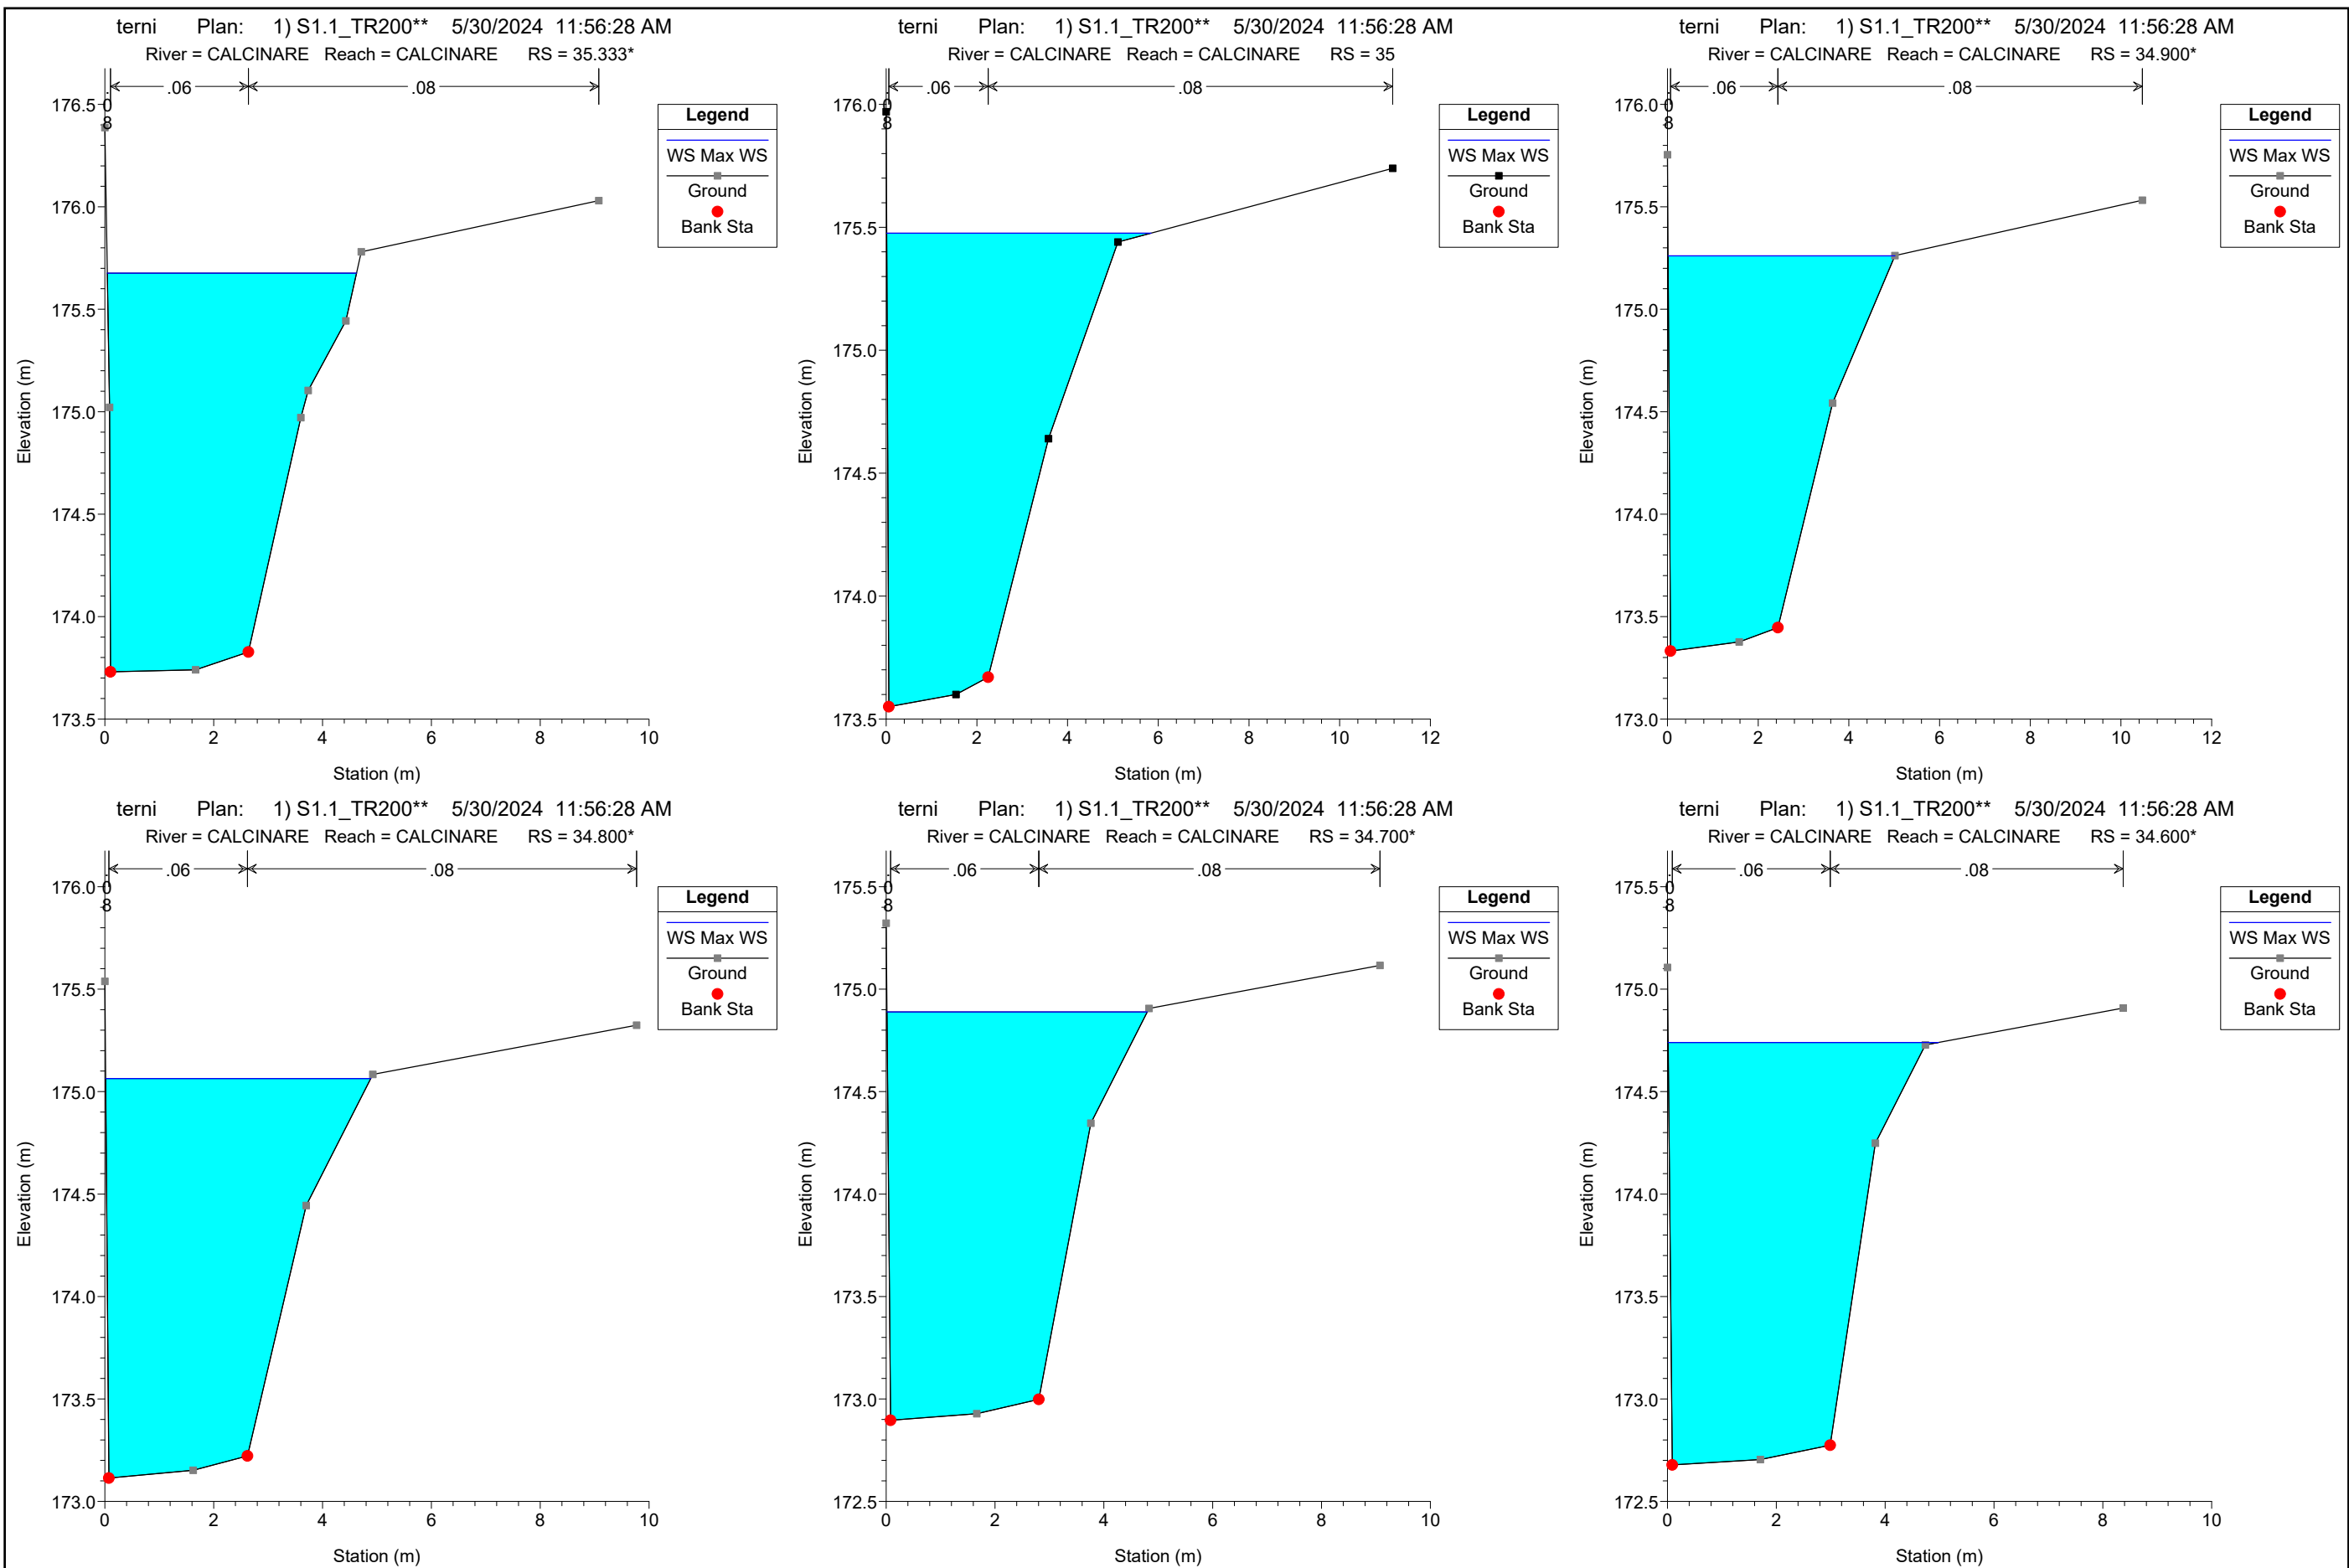 terni Plan: 1) S1.1_TR200** 5/30/2024 11:56:28 AM
River = CALCINARE Reach = CALCINARE RS = 35.333*
.06 .08
.08
Legend
WS Max WS
Ground
Bank Sta
176.5
176.0
175.5
175.0
174.5
174.0
173.5
Elevation (m)
0 2 4 6 8 10
Station (m)
terni Plan: 1) S1.1_TR200** 5/30/2024 11:56:28 AM
River = CALCINARE Reach = CALCINARE RS = 35
.06 .08
.08
Legend
WS Max WS
Ground
Bank Sta
176.0
175.5
175.0
174.5
174.0
173.5
Elevation (m)
0 2 4 6 8 10 12
Station (m)
terni Plan: 1) S1.1_TR200** 5/30/2024 11:56:28 AM
River = CALCINARE Reach = CALCINARE RS = 34.900*
.06 .08
.08
Legend
WS Max WS
Ground
Bank Sta
176.0
175.5
175.0
174.5
174.0
173.5
173.0
Elevation (m)
0 2 4 6 8 10 12
Station (m)
terni Plan: 1) S1.1_TR200** 5/30/2024 11:56:28 AM
River = CALCINARE Reach = CALCINARE RS = 34.800*
.06 .08
.08
Legend
WS Max WS
Ground
Bank Sta
176.0
175.5
175.0
174.5
174.0
173.5
173.0
Elevation (m)
0 2 4 6 8 10
Station (m)
terni Plan: 1) S1.1_TR200** 5/30/2024 11:56:28 AM
River = CALCINARE Reach = CALCINARE RS = 34.700*
.06 .08
.08
Legend
WS Max WS
Ground
Bank Sta
175.5
175.0
174.5
174.0
173.5
173.0
172.5
Elevation (m)
0 2 4 6 8 10
Station (m)
terni Plan: 1) S1.1_TR200** 5/30/2024 11:56:28 AM
River = CALCINARE Reach = CALCINARE RS = 34.600*
.06 .08
.08
Legend
WS Max WS
Ground
Bank Sta
175.5
175.0
174.5
174.0
173.5
173.0
172.5
Elevation (m)
0 2 4 6 8 10
Station (m)